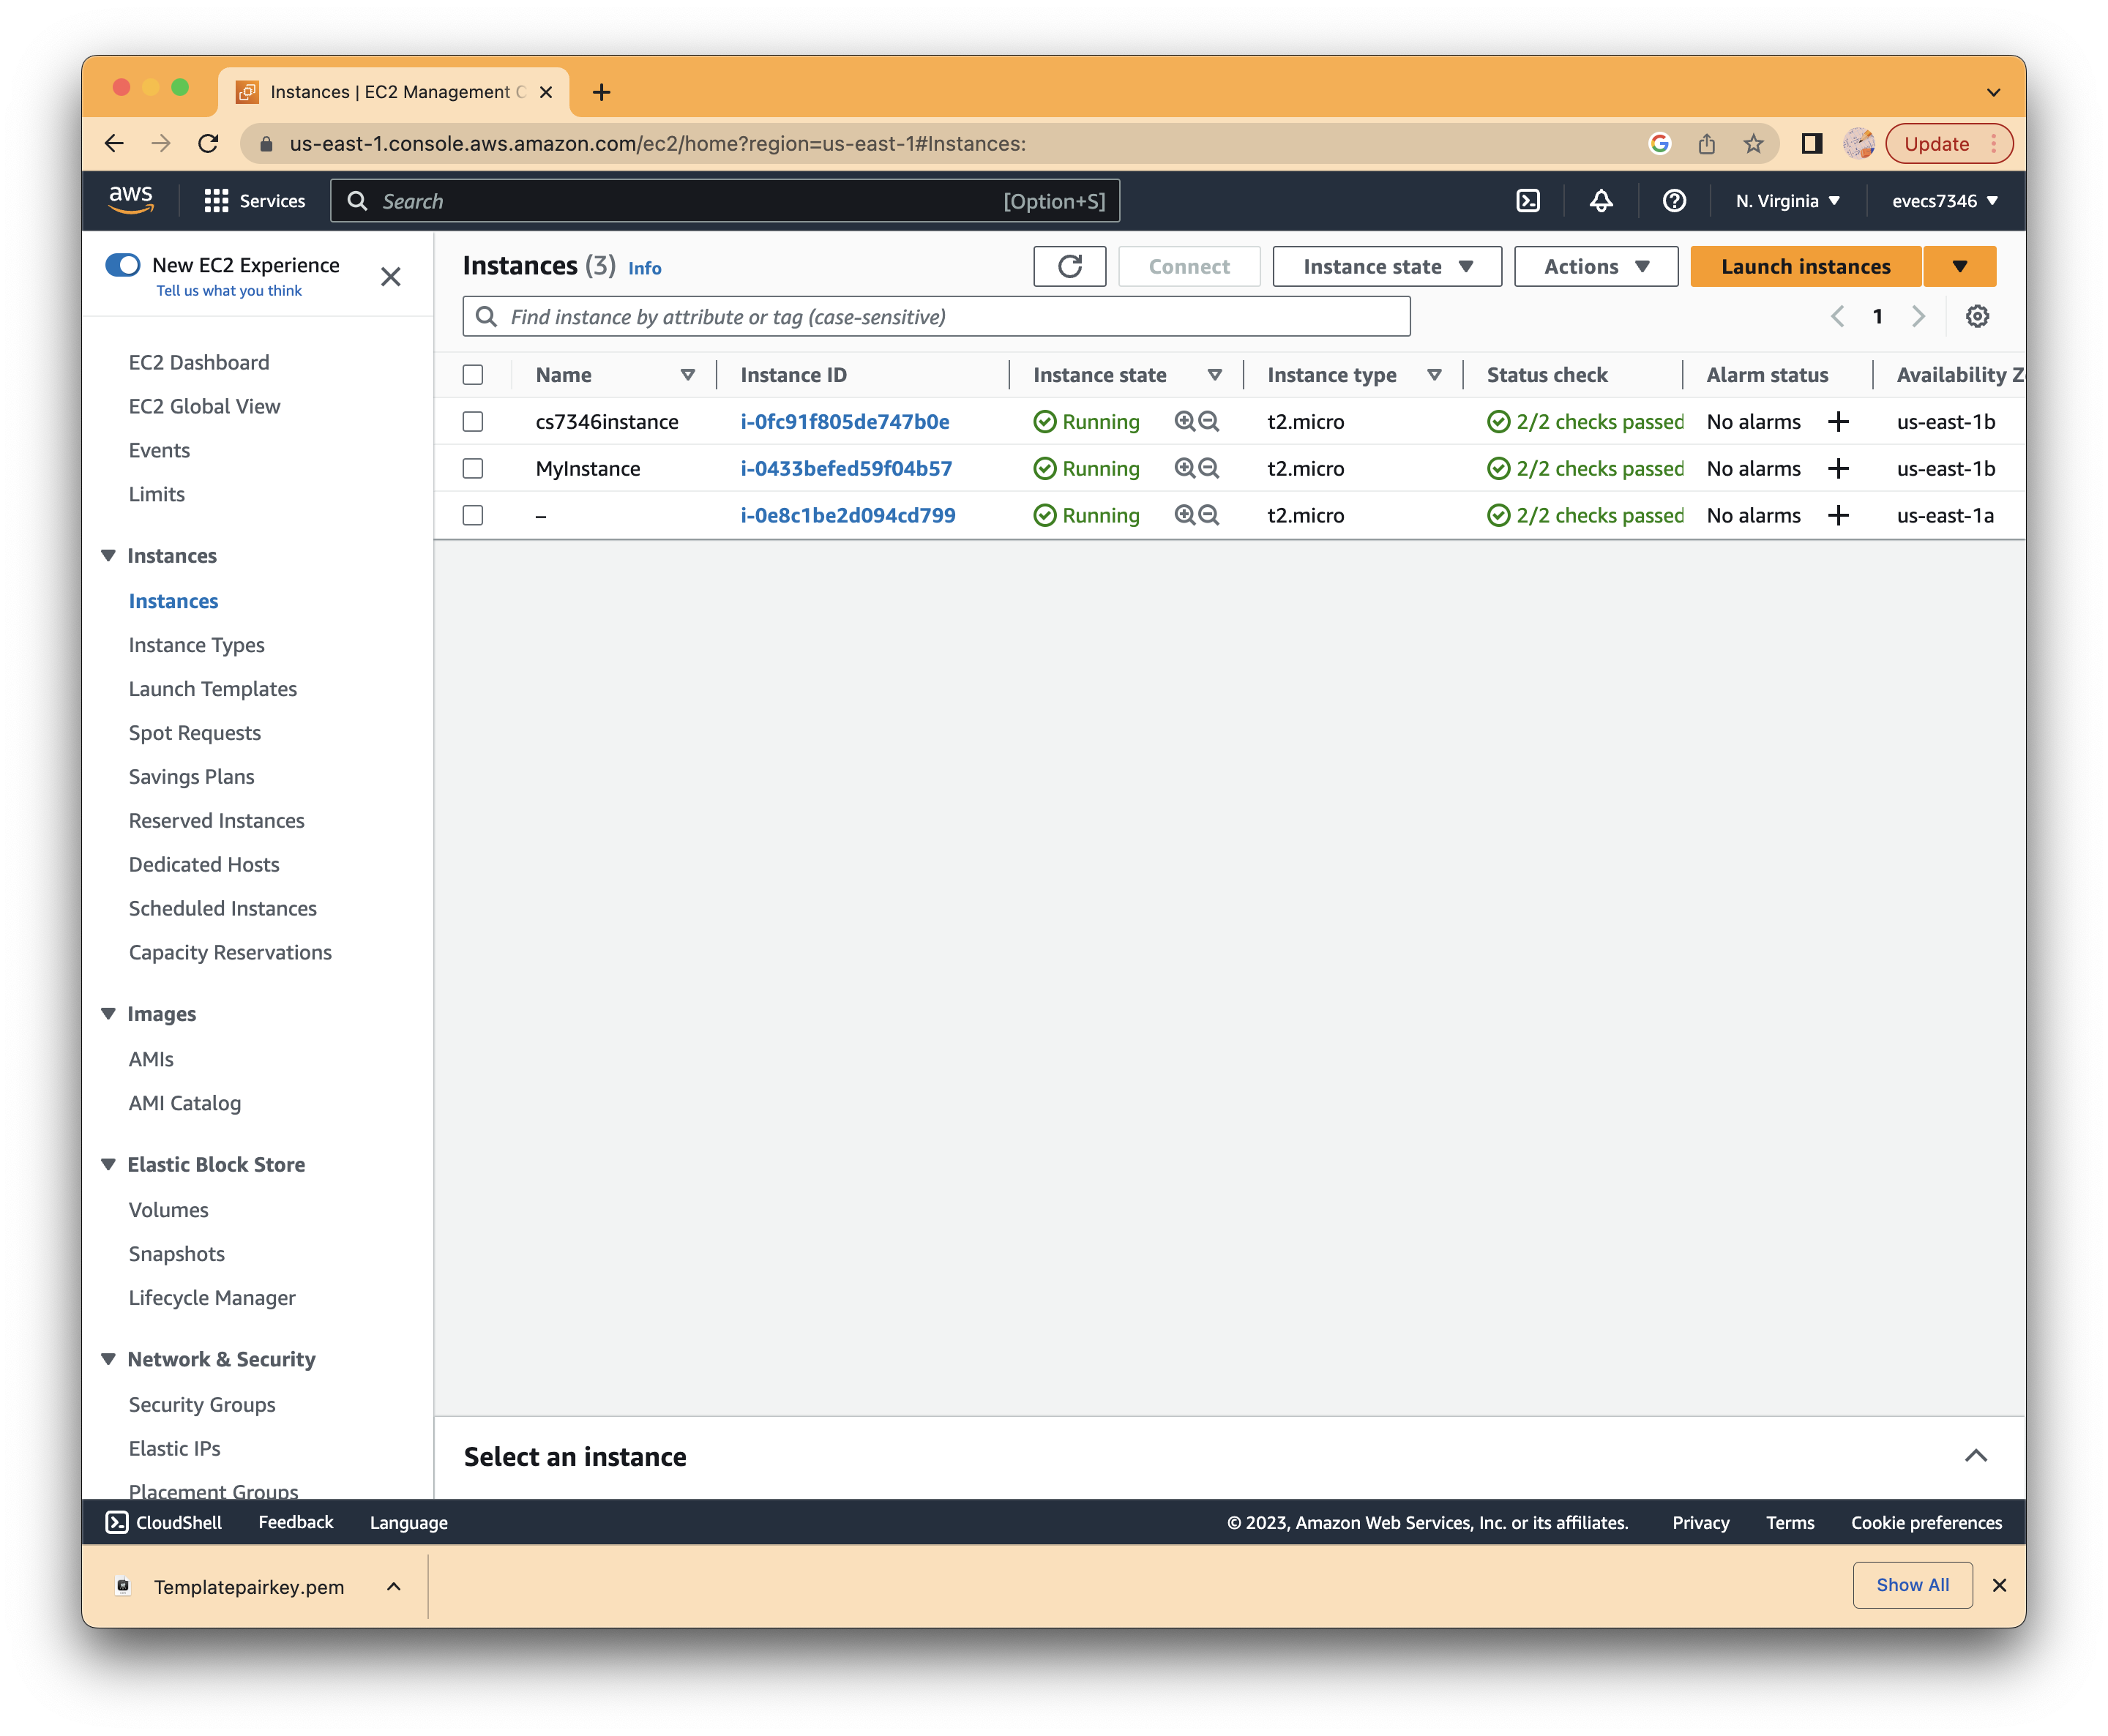 Instances | EC2 Management C
us-east-1.console.aws.amazon.com/ec2/home?region=us-east-1#Instances:
Update
aws
Services
Search
[Option+S]
N. Virginia
evecs7346
New EC2 Experience
Tell us what you think
EC2 Dashboard
EC2 Global View
Events
Limits
Instances
Instances
Instance Types
Launch Templates
Spot Requests
Savings Plans
Reserved Instances
Dedicated Hosts
Scheduled Instances
Capacity Reservations
Images
AMIs
AMI Catalog
Elastic Block Store
Volumes
Snapshots
Lifecycle Manager
Network & Security
Security Groups
Elastic IPs
Placement Groups
Instances (3) Info
Connect
Instance state
Actions
Launch instances
Find instance by attribute or tag (case-sensitive)
1
Name Instance ID Instance state Instance type Status check Alarm status Availability Z
cs7346instance i-0fc91f805de747b0e Running t2.micro 2/2 checks passed No alarms + us-east-1b
MyInstance i-0433befed59f04b57 Running t2.micro 2/2 checks passed No alarms + us-east-1b
– i-0e8c1be2d094cd799 Running t2.micro 2/2 checks passed No alarms + us-east-1a
Select an instance
CloudShell Feedback Language © 2023, Amazon Web Services, Inc. or its affiliates. Privacy Terms Cookie preferences
Templatepairkey.pem
Show All